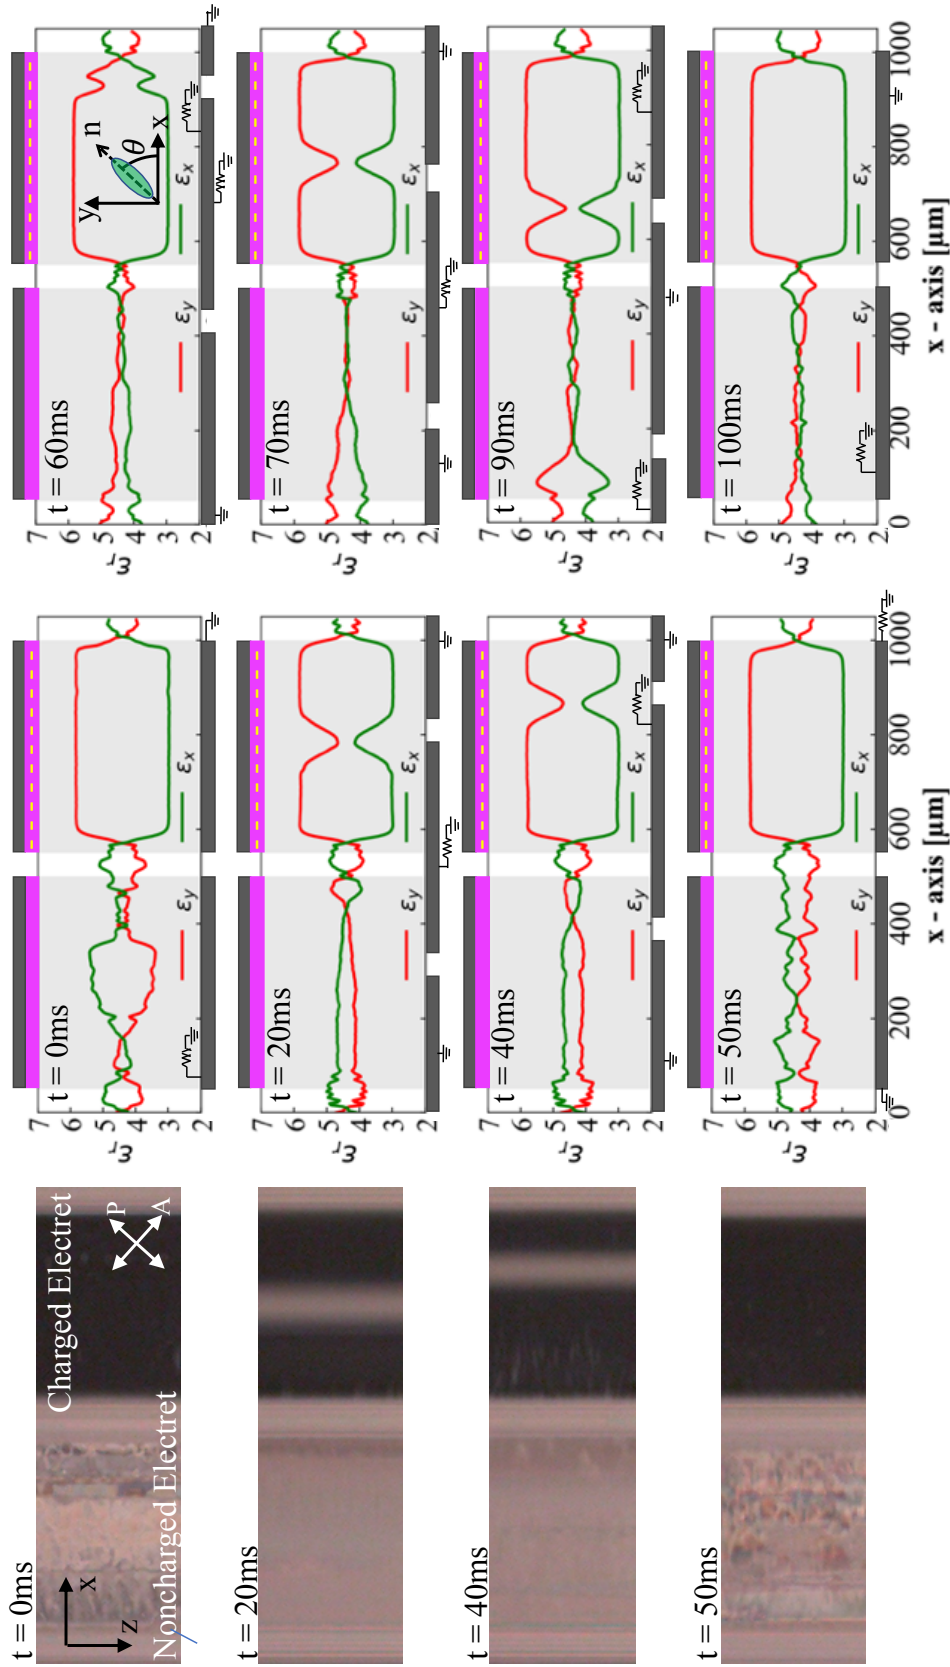 t = 0ms
Charged Electret
P
A
x
z
Noncharged Electret
t = 20ms
t = 40ms
t = 50ms
7
6
5
4
3
2
εr
t = 0ms
εy
εx
7
6
5
4
3
2
εr
t = 20ms
εy
εx
7
6
5
4
3
2
εr
t = 40ms
εy
εx
7
6
5
4
3
2
εr
t = 50ms
εy
εx
0 200 400 600 800 1000
x - axis [μm]
7
6
5
4
3
2
εr
t = 60ms
y
n
θ
x
εy
εx
7
6
5
4
3
2
εr
t = 70ms
εy
εx
7
6
5
4
3
2
εr
t = 90ms
εy
εx
7
6
5
4
3
2
εr
t = 100ms
εy
εx
0 200 400 600 800 1000
x - axis [μm]